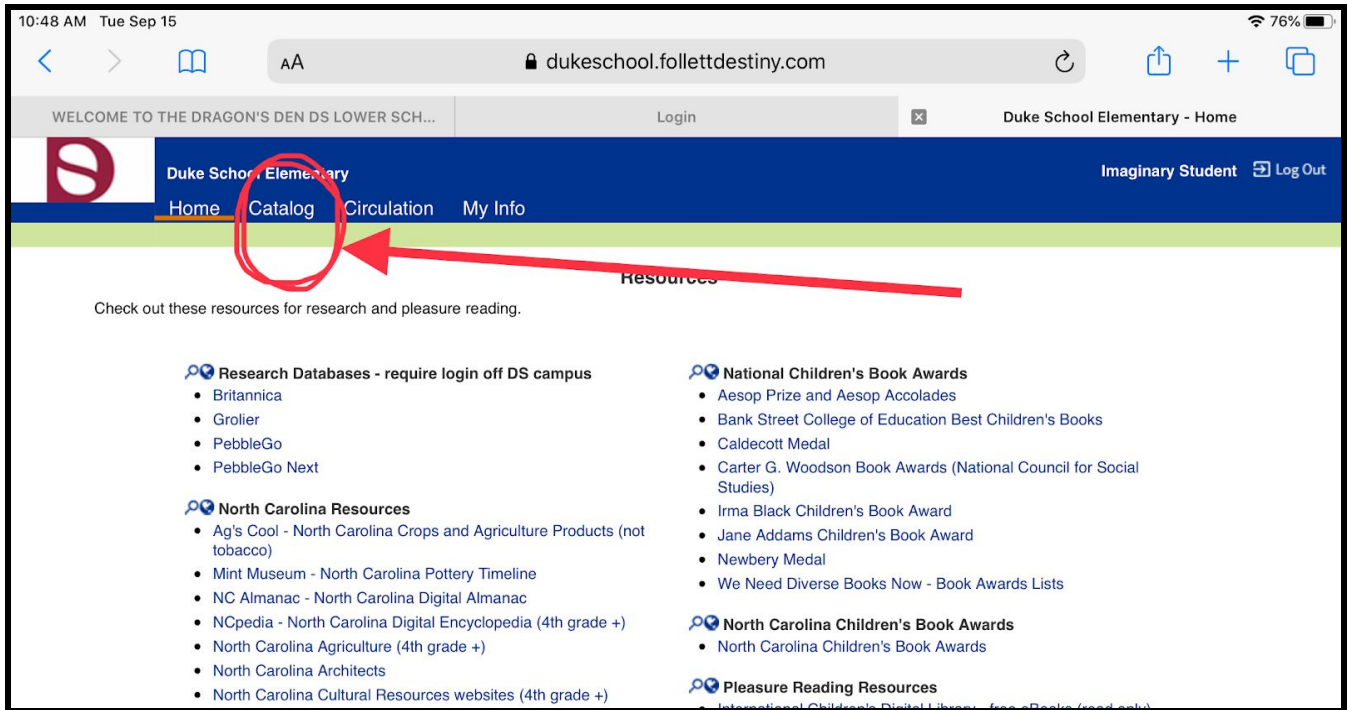 10:48 AM Tue Sep 15
76%
AA
dukeschool.follettdestiny.com
WELCOME TO THE DRAGON'S DEN DS LOWER SCH...
Login
Duke School Elementary - Home
Duke School Elementary
Imaginary Student
Log Out
Home
Catalog
Circulation
My Info
Resources
Check out these resources for research and pleasure reading.
Research Databases - require login off DS campus
• Britannica
• Grolier
• PebbleGo
• PebbleGo Next
North Carolina Resources
• Ag's Cool - North Carolina Crops and Agriculture Products (not
tobacco)
• Mint Museum - North Carolina Pottery Timeline
• NC Almanac - North Carolina Digital Almanac
• NCpedia - North Carolina Digital Encyclopedia (4th grade +)
• North Carolina Agriculture (4th grade +)
• North Carolina Architects
• North Carolina Cultural Resources websites (4th grade +)
National Children's Book Awards
• Aesop Prize and Aesop Accolades
• Bank Street College of Education Best Children's Books
• Caldecott Medal
• Carter G. Woodson Book Awards (National Council for Social
Studies)
• Irma Black Children's Book Award
• Jane Addams Children's Book Award
• Newbery Medal
• We Need Diverse Books Now - Book Awards Lists
North Carolina Children's Book Awards
• North Carolina Children's Book Awards
Pleasure Reading Resources
• International Children's Digital Library - free eBooks (read only)